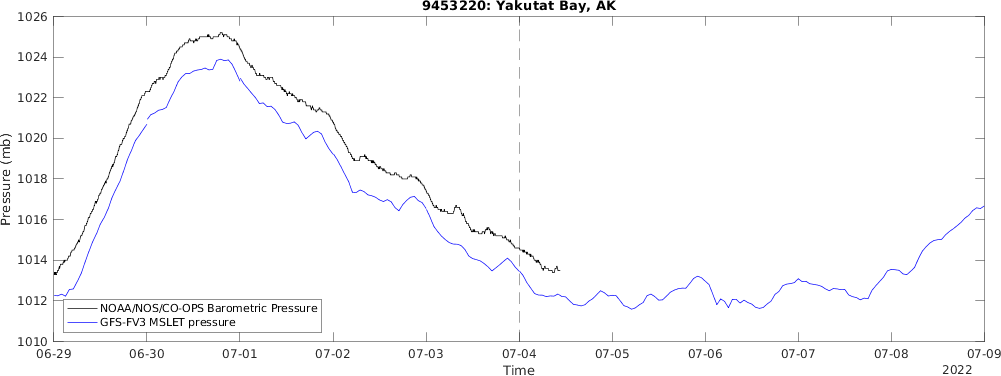 9453220: Yakutat Bay, AK
Pressure (mb)
1026
1024
1022
1020
1018
1016
1014
1012
1010
NOAA/NOS/CO-OPS Barometric Pressure
GFS-FV3 MSLET pressure
06-29 06-30 07-01 07-02 07-03 07-04 07-05 07-06 07-07 07-08 07-09
Time
2022